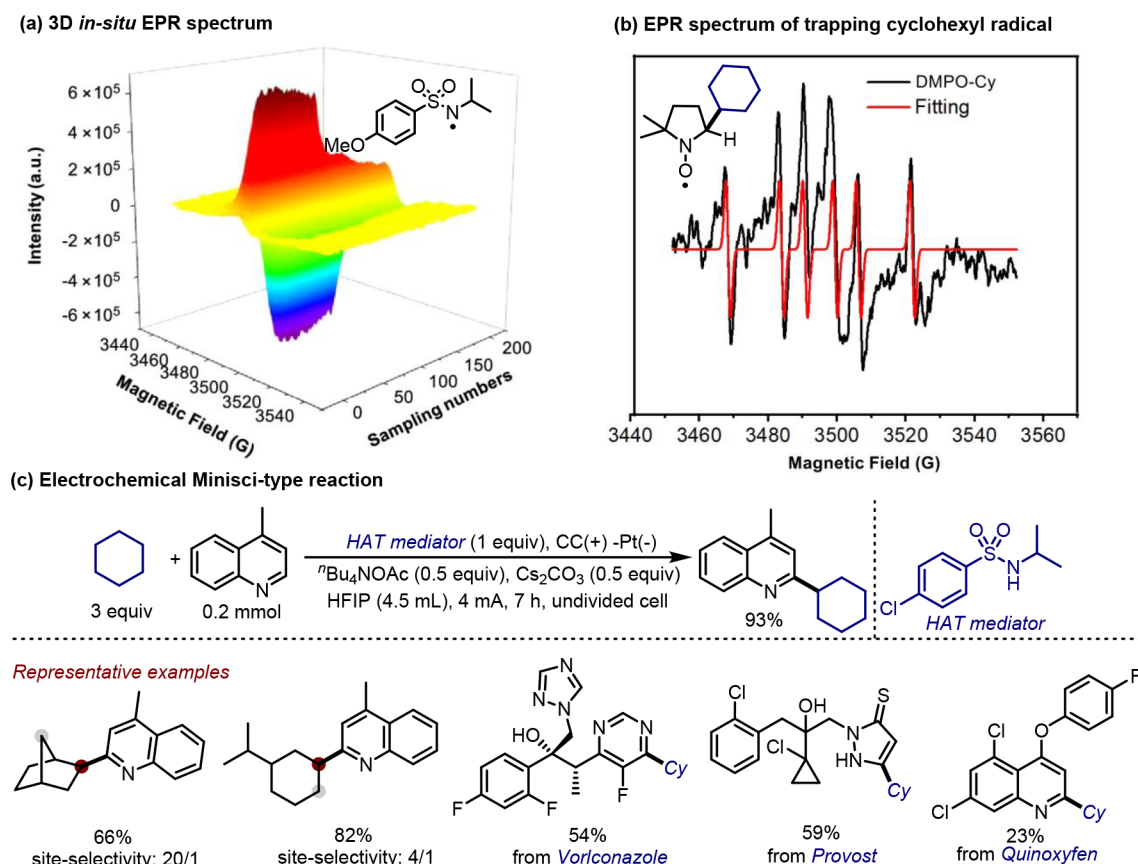 (a) 3D in-situ EPR spectrum
6 ×10⁵
4 ×10⁵
2 ×10⁵
0
-2 ×10⁵
-4 ×10⁵
-6 ×10⁵
Intensity (a.u.)
3440
3460
3480
3500
3520
3540
Magnetic Field (G)
0
50
100
150
200
Sampling numbers
O O
S
N
•
MeO
(b) EPR spectrum of trapping cyclohexyl radical
DMPO-Cy
Fitting
N
H
O
•
3440 3460 3480 3500 3520 3540 3560
Magnetic Field (G)
(c) Electrochemical Minisci-type reaction
3 equiv
+
N
0.2 mmol
HAT mediator (1 equiv), CC(+) -Pt(-)
ⁿBu₄NOAc (0.5 equiv), Cs₂CO₃ (0.5 equiv)
HFIP (4.5 mL), 4 mA, 7 h, undivided cell
N
93%
O O
S
N
H
Cl
HAT mediator
Representative examples
N
66%
site-selectivity: 20/1
N
82%
site-selectivity: 4/1
N
N
N
HO
N N
Cy
F
F
F
54%
from Vorlconazole
Cl
OH
S
N
Cl
HN
Cy
59%
from Provost
F
Cl
O
Cl
N
Cy
23%
from Quinoxyfen